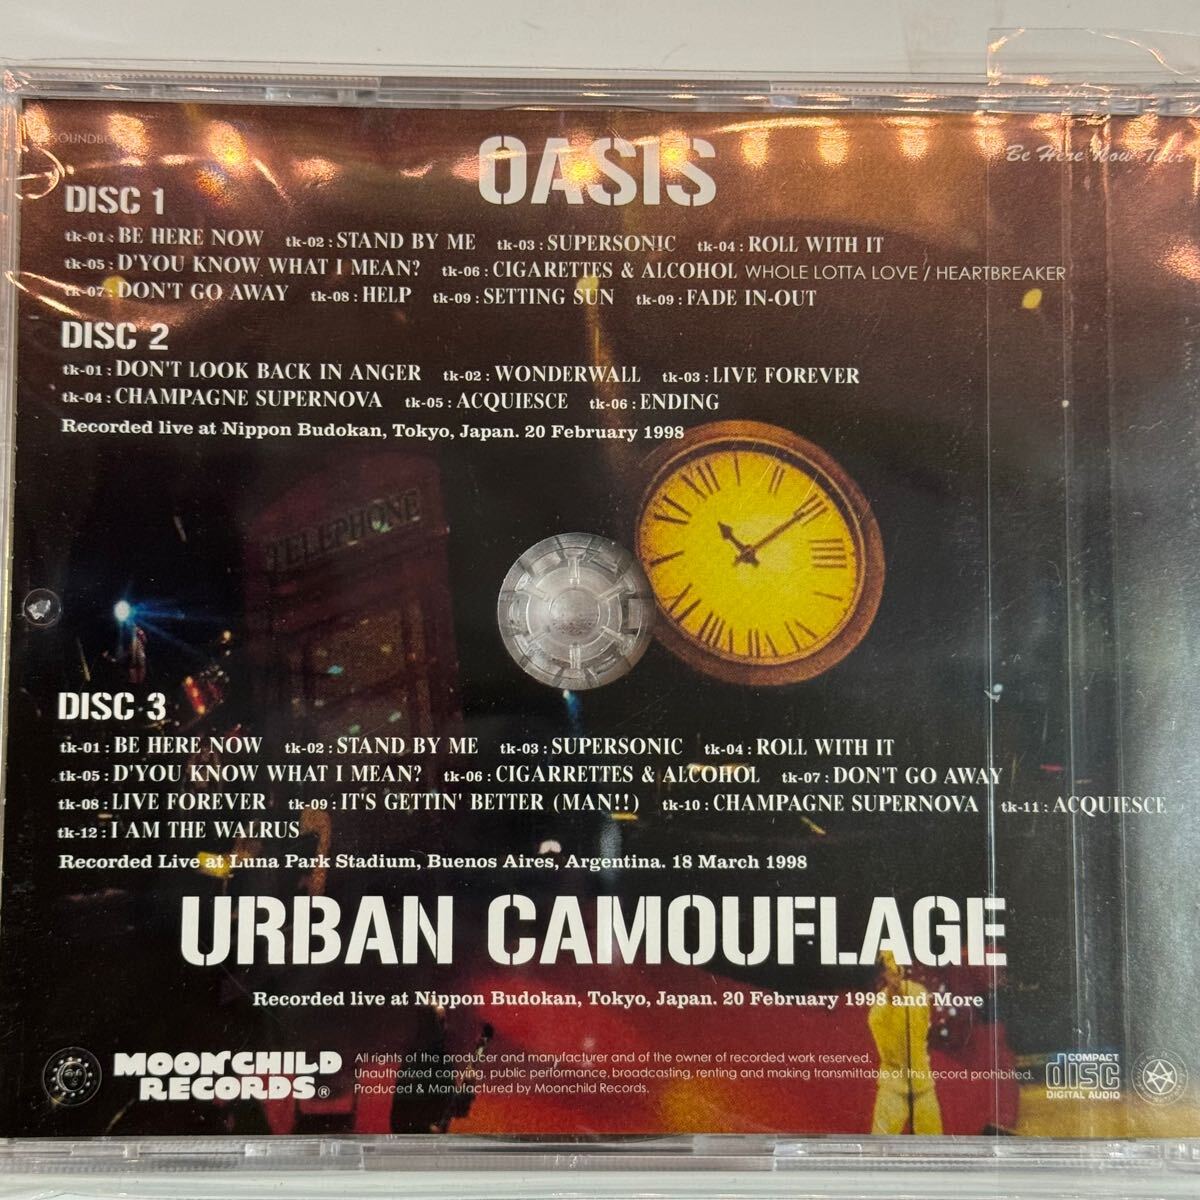 OASIS
Be Here Now Tour
DISC 1
tk-01 : BE HERE NOW tk-02 : STAND BY ME tk-03 : SUPERSONIC tk-04 : ROLL WITH IT
tk-05 : D'YOU KNOW WHAT I MEAN? tk-06 : CIGARETTES & ALCOHOL WHOLE LOTTA LOVE / HEARTBREAKER
tk-07 : DON'T GO AWAY tk-08 : HELP tk-09 : SETTING SUN tk-09 : FADE IN-OUT
DISC 2
tk-01 : DON'T LOOK BACK IN ANGER tk-02 : WONDERWALL tk-03 : LIVE FOREVER
tk-04 : CHAMPAGNE SUPERNOVA tk-05 : ACQUIESCE tk-06 : ENDING
Recorded live at Nippon Budokan, Tokyo, Japan. 20 February 1998
TELEPHONE
DISC 3
tk-01 : BE HERE NOW tk-02 : STAND BY ME tk-03 : SUPERSONIC tk-04 : ROLL WITH IT
tk-05 : D'YOU KNOW WHAT I MEAN? tk-06 : CIGARRETTES & ALCOHOL tk-07 : DON'T GO AWAY
tk-08 : LIVE FOREVER tk-09 : IT'S GETTIN' BETTER (MAN!!) tk-10 : CHAMPAGNE SUPERNOVA tk-11 : ACQUIESCE
tk-12 : I AM THE WALRUS
Recorded Live at Luna Park Stadium, Buenos Aires, Argentina. 18 March 1998
URBAN CAMOUFLAGE
Recorded live at Nippon Budokan, Tokyo, Japan. 20 February 1998 and More
MOONCHILD RECORDS®
All rights of the producer and manufacturer and of the owner of recorded work reserved.
Unauthorized copying, public performance, broadcasting, renting and making transmittable of this record prohibited.
Produced & Manufactured by Moonchild Records.
COMPACT disc DIGITAL AUDIO